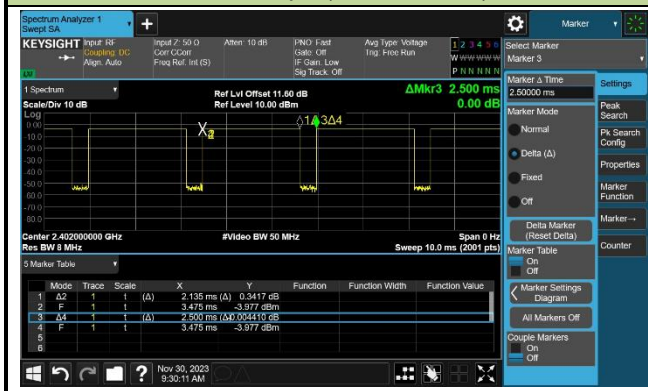 Spectrum Analyzer 1
Swept SA
+
Marker
KEYSIGHT Input: RF Input Z: 50 Ω Atten: 10 dB PNO: Fast Avg Type: Voltage 1 2 3 4 5 6
Coupling: DC Corr CCorr Gate: Off Trig: Free Run W W W W W W
Align: Auto Freq Ref: Int (S) IF Gain: Low P N N N N N
Sig Track: Off
LU
Select Marker
Marker 3
1 Spectrum
Scale/Div 10 dB
Ref Lvl Offset 11.60 dB
Ref Level 10.00 dBm
ΔMkr3 2.500 ms
0.00 dB
Log
0.00
-10.0
-20.0
-30.0
-40.0
-50.0
-60.0
-70.0
-80.0
Center 2.402000000 GHz #Video BW 50 MHz Span 0 Hz
Res BW 8 MHz Sweep 10.0 ms (2001 pts)
5 Marker Table
Mode Trace Scale X Y Function Function Width Function Value
1 Δ2 1 t (Δ) 2.135 ms (Δ) 0.3417 dB
2 F 1 t 3.475 ms -3.977 dBm
3 Δ4 1 t (Δ) 2.500 ms (Δ) 0.004410 dB
4 F 1 t 3.475 ms -3.977 dBm
5
6
Marker Δ Time
2.50000 ms
Marker Mode
Normal
Delta (Δ)
Fixed
Off
Delta Marker
(Reset Delta)
Marker Table
On
Off
Marker Settings
Diagram
All Markers Off
Couple Markers
On
Off
Settings
Peak
Search
Pk Search
Config
Properties
Marker
Function
Marker→
Counter
?
Nov 30, 2023
9:30:11 AM